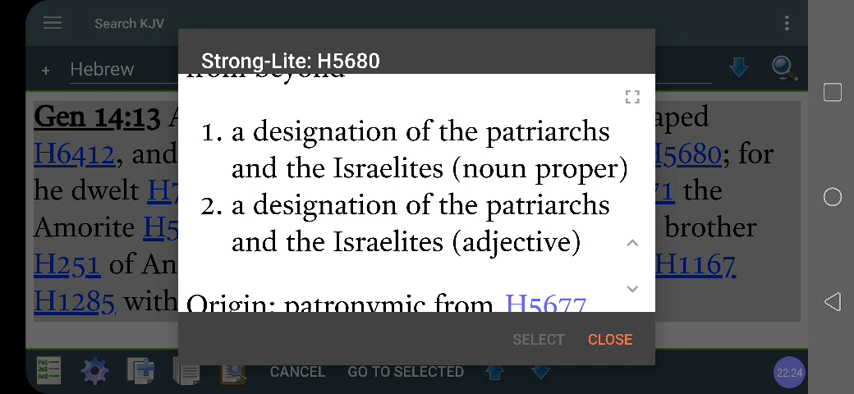 Search KJV
Strong-Lite: H5680
+ Hebrew
from beyond
Gen 14:13
1. a designation of the patriarchs
and the Israelites (noun proper)
2. a designation of the patriarchs
and the Israelites (adjective)
Origin: patronymic from H5677
H6412, and
H5680; for
he dwelt
the
Amorite
brother
H251 of
H1167
H1285 with
SELECT CLOSE
CANCEL GO TO SELECTED
22:24